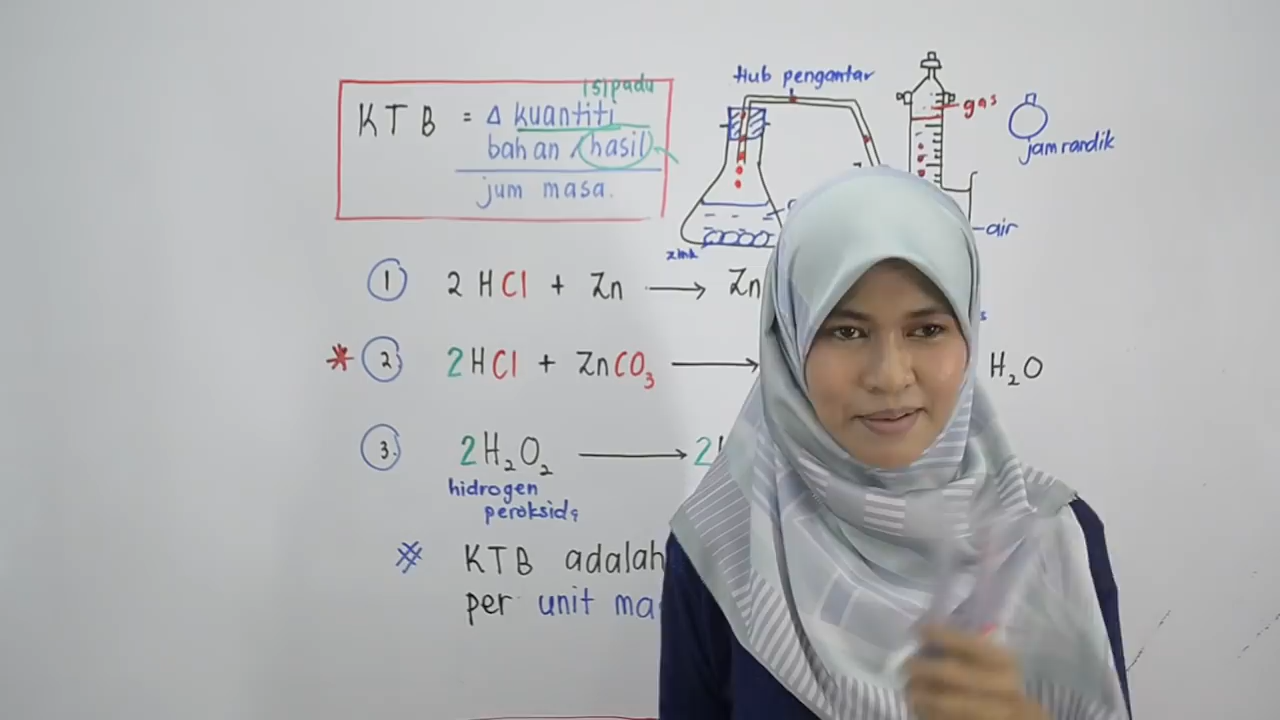 isipadu
KTB = Δ kuantiti
bahan / hasil
jum masa.
Hub pengantar
gas
jam randik
air
zink
1 2HCl + Zn → Zn
* 2 2HCl + ZnCO3 → H2O
3. 2H2O2 → 2
hidrogen
peroksida
# KTB adalah
per unit ma